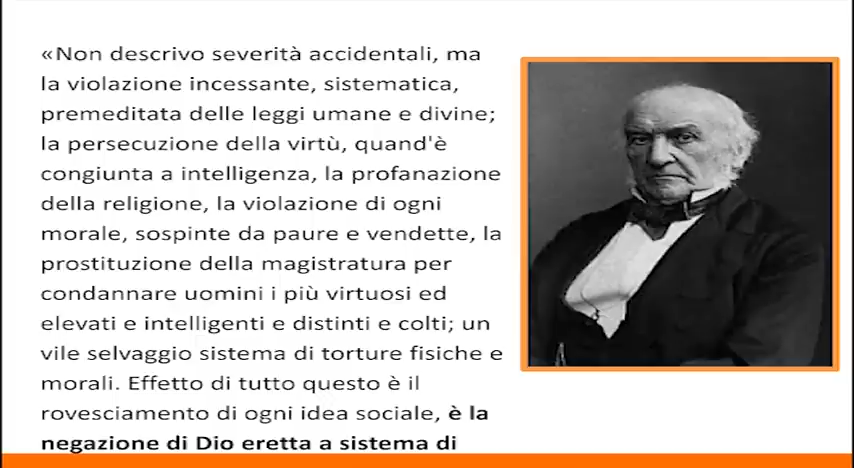 «Non descrivo severità accidentali, ma
la violazione incessante, sistematica,
premeditata delle leggi umane e divine;
la persecuzione della virtù, quand'è
congiunta a intelligenza, la profanazione
della religione, la violazione di ogni
morale, sospinte da paure e vendette, la
prostituzione della magistratura per
condannare uomini i più virtuosi ed
elevati e intelligenti e distinti e colti; un
vile selvaggio sistema di torture fisiche e
morali. Effetto di tutto questo è il
rovesciamento di ogni idea sociale, è la
negazione di Dio eretta a sistema di